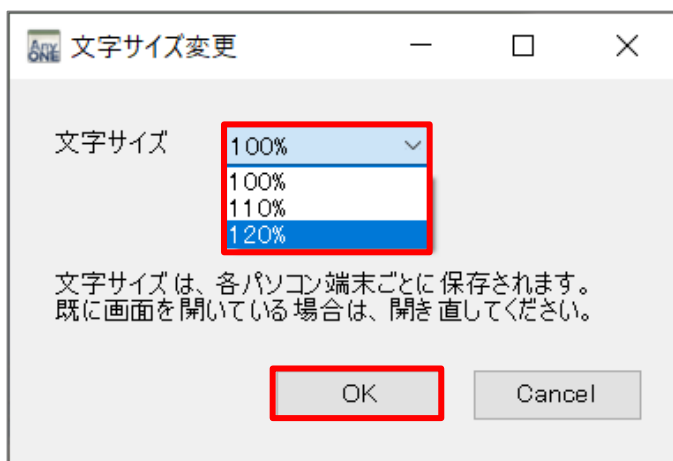 Any ONE 文字サイズ変更
文字サイズ 100%
100%
110%
120%
文字サイズは、各パソコン端末ごとに保存されます。
既に画面を開いている場合は、開き直してください。
OK Cancel